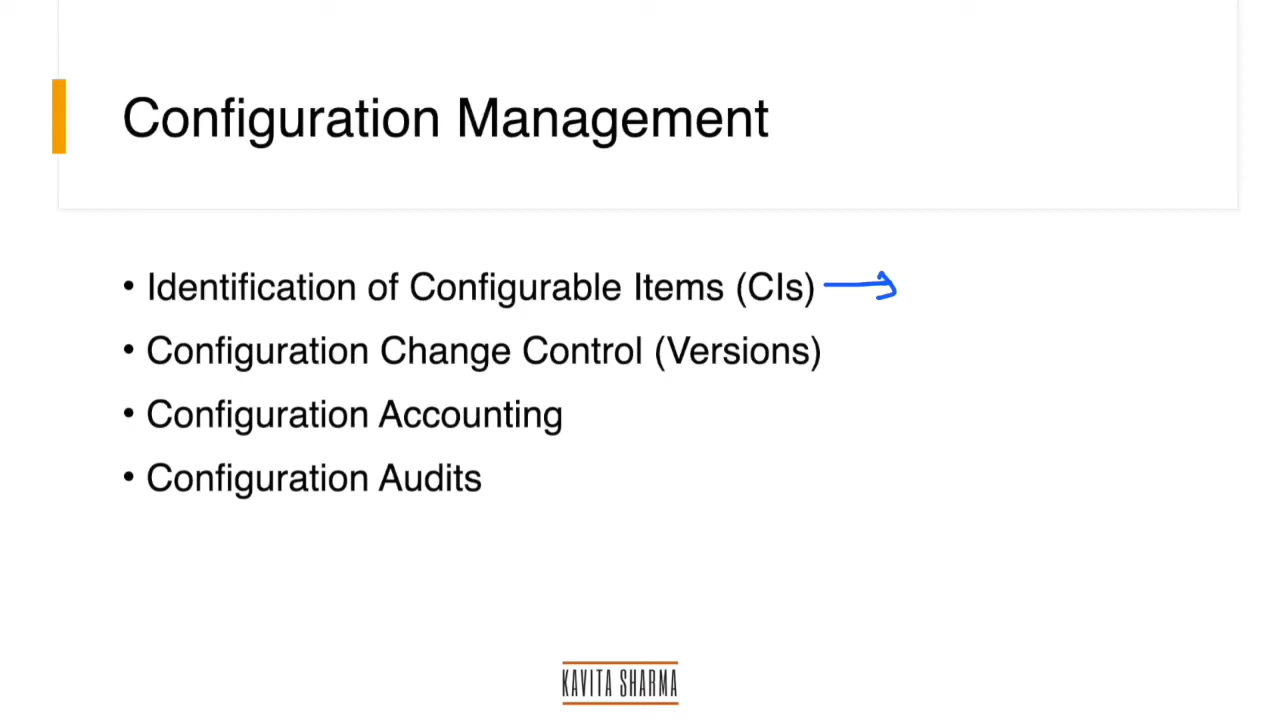 Configuration Management
• Identification of Configurable Items (CIs)
• Configuration Change Control (Versions)
• Configuration Accounting
• Configuration Audits
KAVITA SHARMA